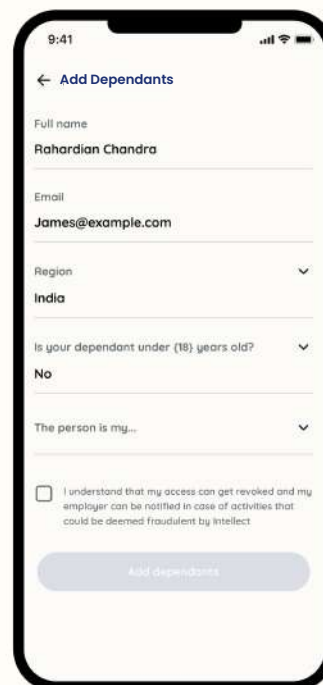 9:41
Add Dependants
Full name
Rahardian Chandra
Email
James@example.com
Region
India
Is your dependant under {18} years old?
No
The person is my...
I understand that my access can get revoked and my
employer can be notified in case of activities that
could be deemed fraudulent by Intellect
Add dependants